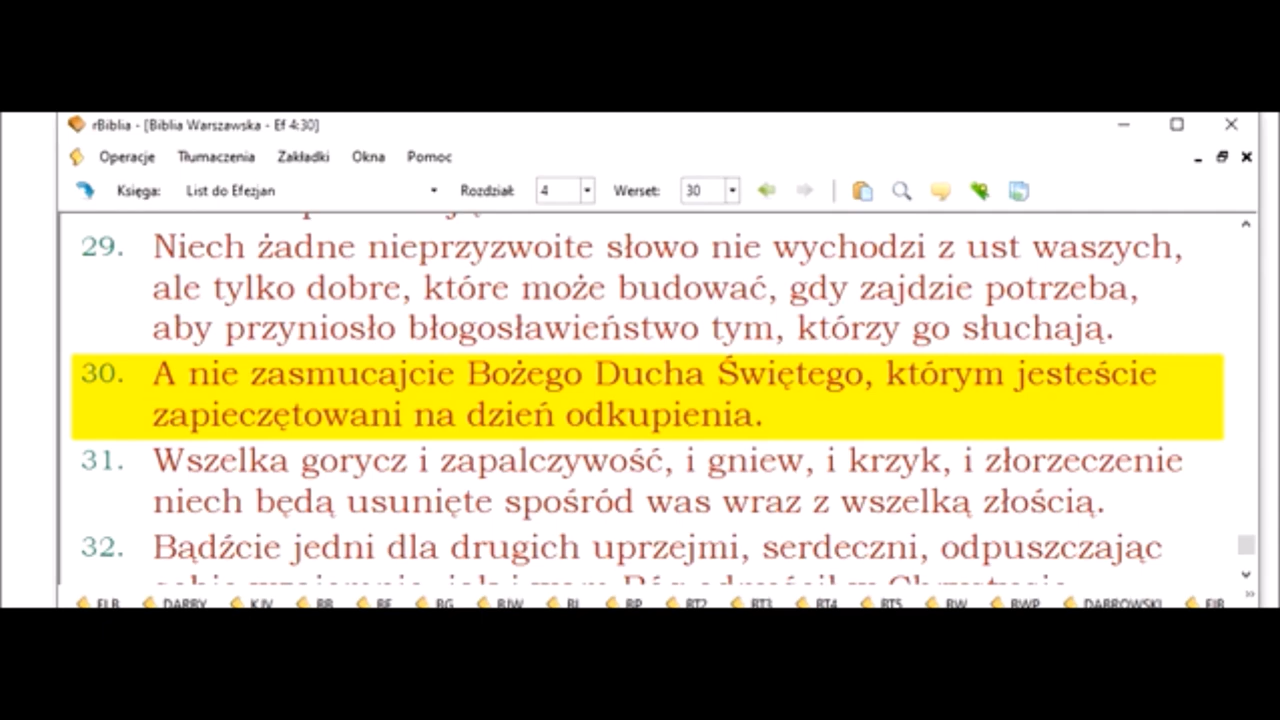 rBiblia - [Biblia Warszawska - Ef 4:30]
Operacje Tłumaczenia Zakładki Okna Pomoc
Księga: List do Efezjan Rozdział: 4 Werset: 30
29. Niech żadne nieprzyzwoite słowo nie wychodzi z ust waszych,
ale tylko dobre, które może budować, gdy zajdzie potrzeba,
aby przyniosło błogosławieństwo tym, którzy go słuchają.
30. A nie zasmucajcie Bożego Ducha Świętego, którym jesteście
zapieczętowani na dzień odkupienia.
31. Wszelka gorycz i zapalczywość, i gniew, i krzyk, i złorzeczenie
niech będą usunięte spośród was wraz z wszelką złością.
32. Bądźcie jedni dla drugich uprzejmi, serdeczni, odpuszczając
ELB DARBY KJV BB BG BJW BP BT2 BT3 BT4 BT5 BW BWP DABROWSKI EIB